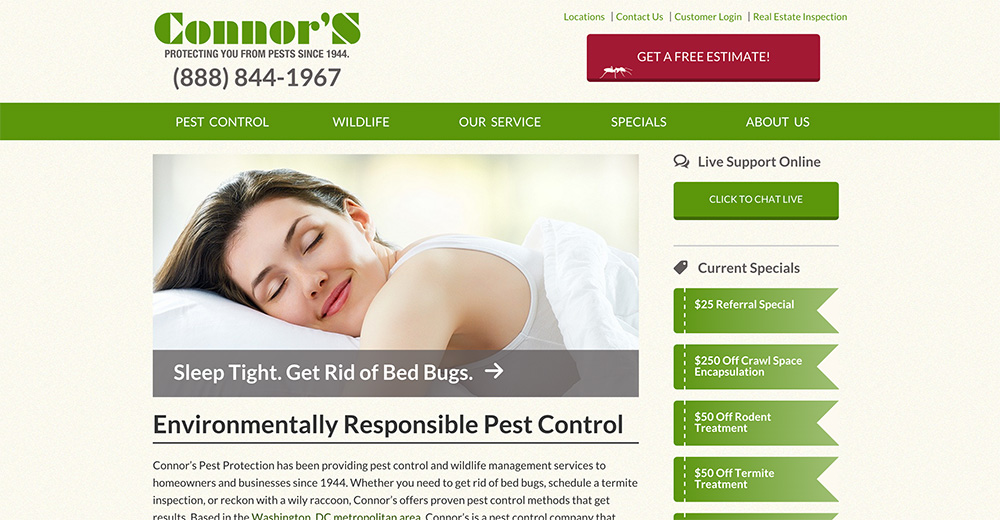 Connor'S
PROTECTING YOU FROM PESTS SINCE 1944.
(888) 844-1967
Locations | Contact Us | Customer Login | Real Estate Inspection
GET A FREE ESTIMATE!
PEST CONTROL WILDLIFE OUR SERVICE SPECIALS ABOUT US
Sleep Tight. Get Rid of Bed Bugs. →
Environmentally Responsible Pest Control
Connor's Pest Protection has been providing pest control and wildlife management services to
homeowners and businesses since 1944. Whether you need to get rid of bed bugs, schedule a termite
inspection, or reckon with a wily raccoon, Connor's offers proven pest control methods that get
results. Based in the Washington, DC metropolitan area, Connor's is a pest control company that
Live Support Online
CLICK TO CHAT LIVE
Current Specials
$25 Referral Special
$250 Off Crawl Space
Encapsulation
$50 Off Rodent
Treatment
$50 Off Termite
Treatment